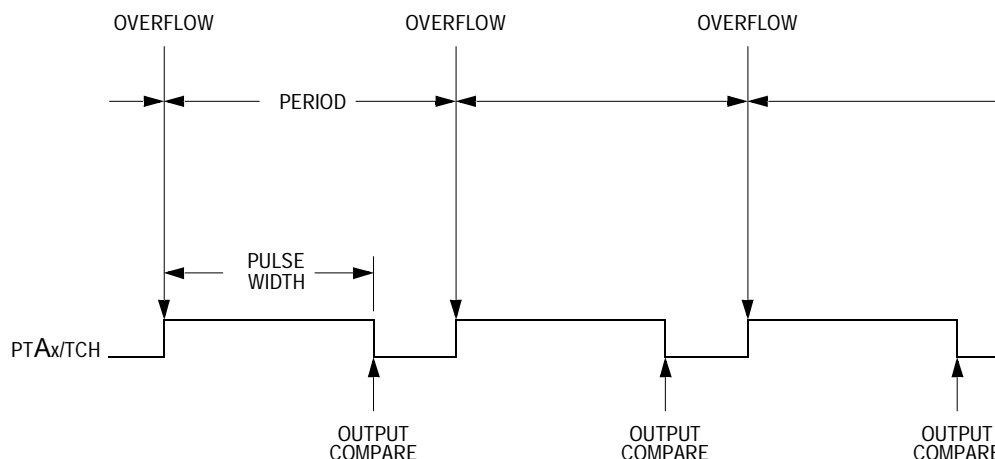 OVERFLOW OVERFLOW OVERFLOW
PERIOD
PULSE
WIDTH
PTAx/TCH
OUTPUT OUTPUT OUTPUT
COMPARE COMPARE COMPARE